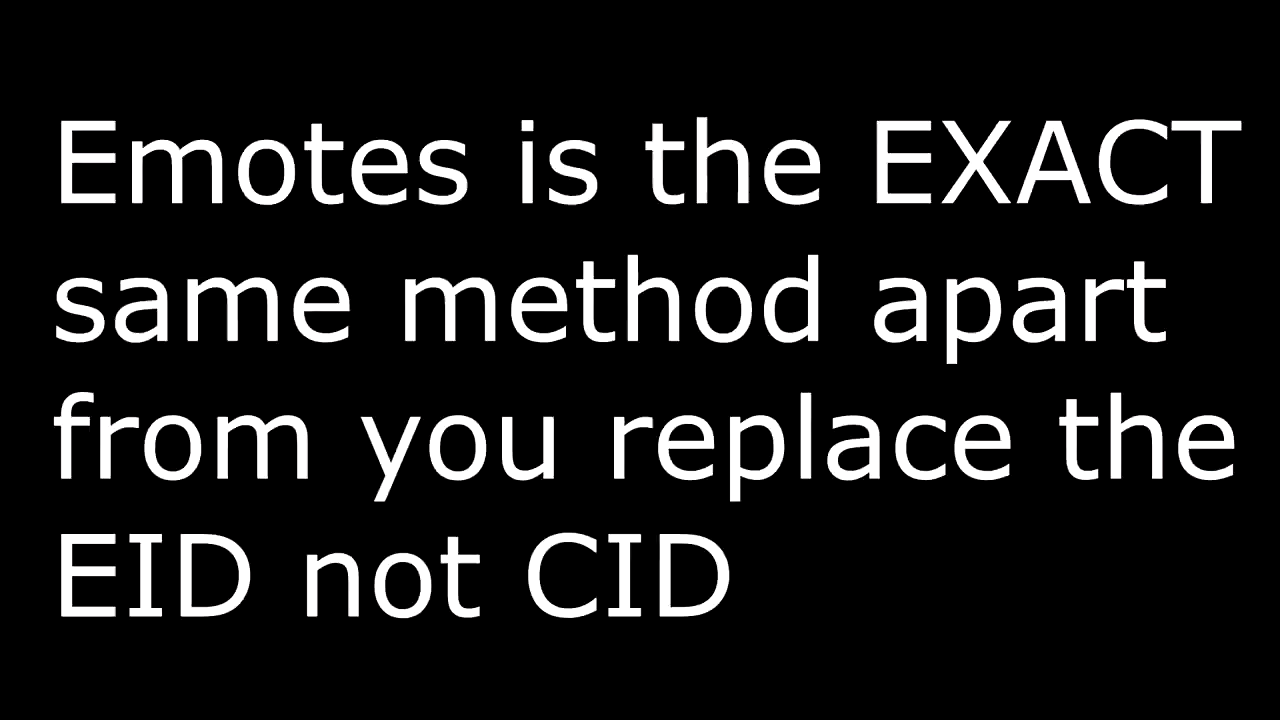 Emotes is the EXACT
same method apart
from you replace the
EID not CID